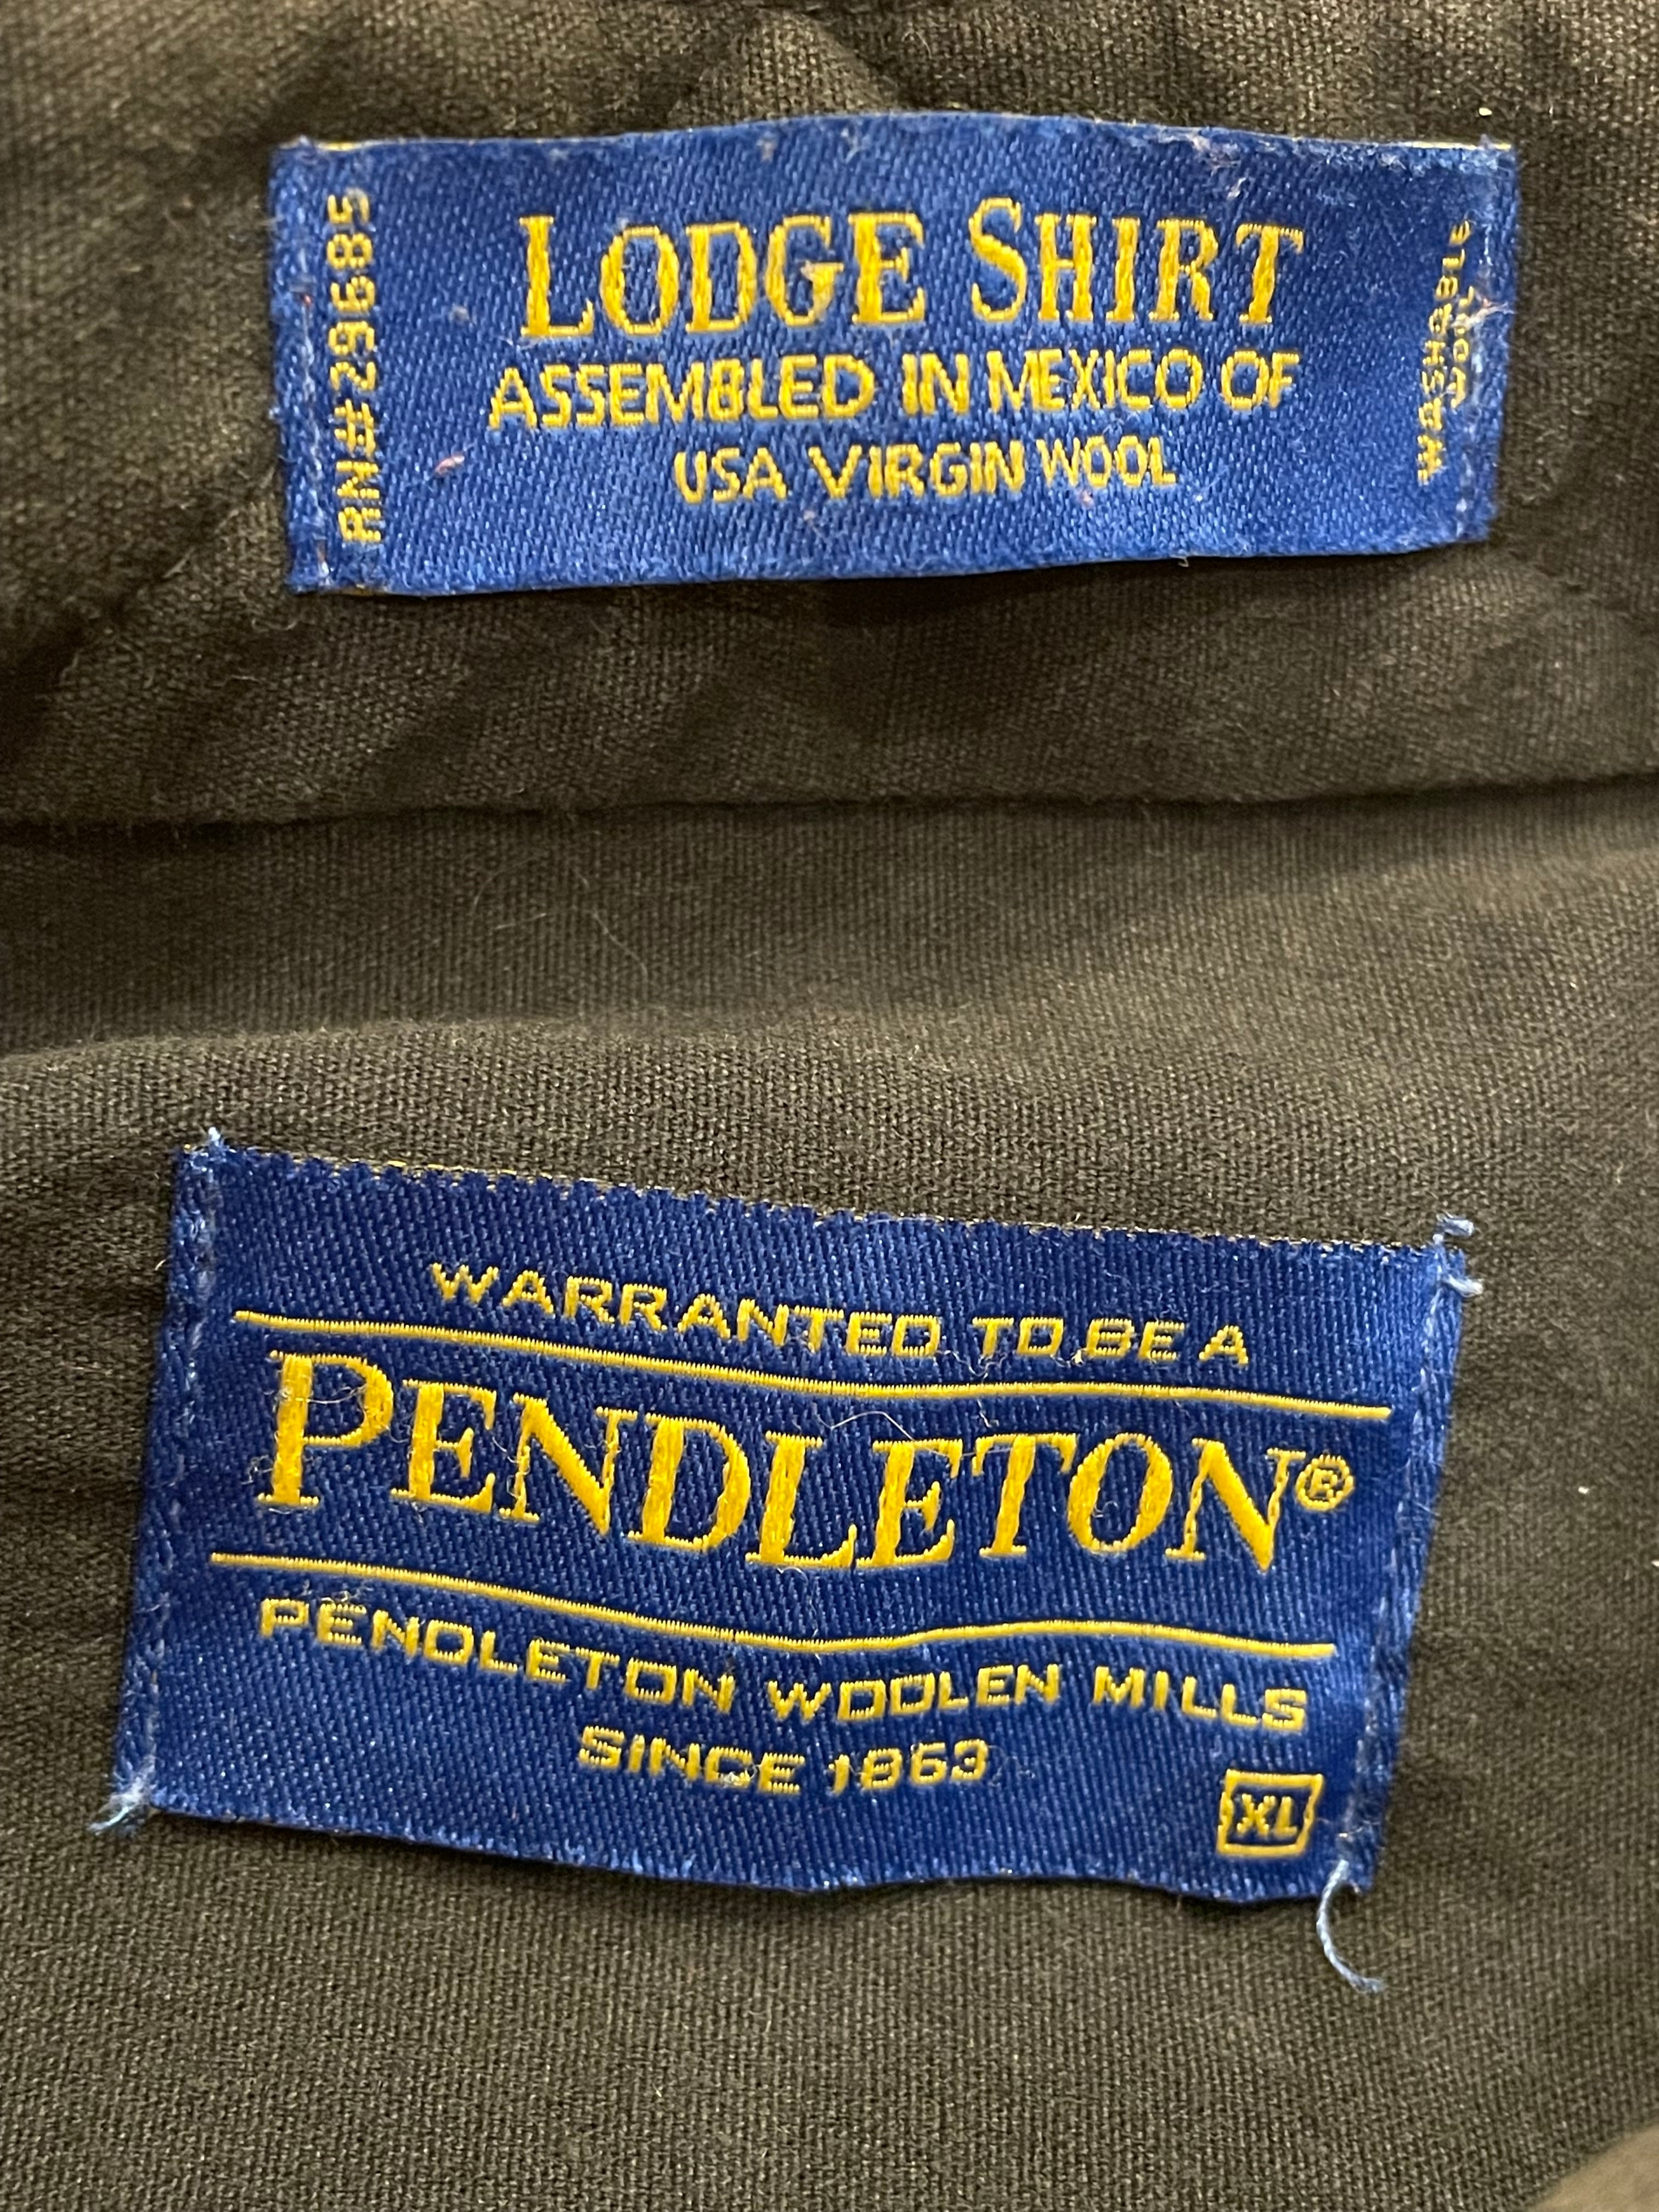 RN#29685
LODGE SHIRT
ASSEMBLED IN MEXICO OF
USA VIRGIN WOOL
WASHABLE
WOOL
WARRANTED TO BE A
PENDLETON®
PENDLETON WOOLEN MILLS
SINCE 1863
XL